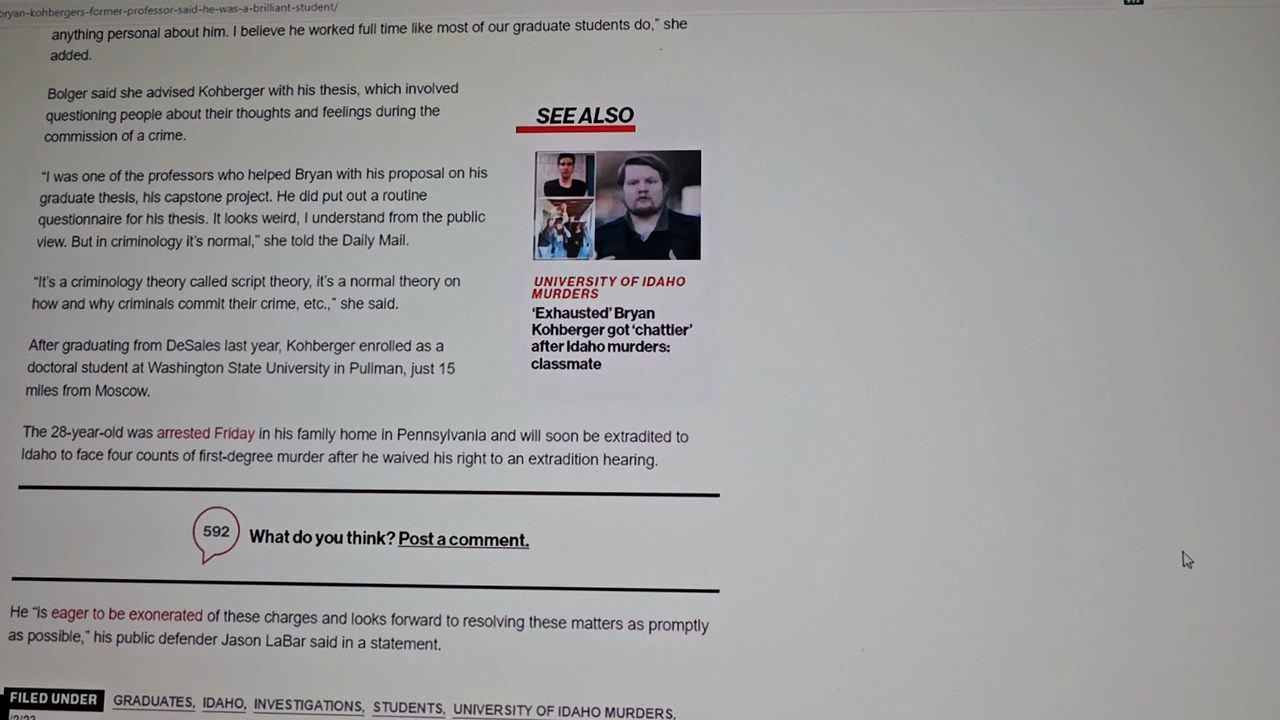 bryan-kohbergers-former-professor-said-he-was-a-brilliant-student/
anything personal about him. I believe he worked full time like most of our graduate students do,” she
added.
Bolger said she advised Kohberger with his thesis, which involved
questioning people about their thoughts and feelings during the
commission of a crime.
“I was one of the professors who helped Bryan with his proposal on his
graduate thesis, his capstone project. He did put out a routine
questionnaire for his thesis. It looks weird, I understand from the public
view. But in criminology it’s normal,” she told the Daily Mail.
“It’s a criminology theory called script theory, it’s a normal theory on
how and why criminals commit their crime, etc.,” she said.
After graduating from DeSales last year, Kohberger enrolled as a
doctoral student at Washington State University in Pullman, just 15
miles from Moscow.
SEE ALSO
UNIVERSITY OF IDAHO
MURDERS
‘Exhausted’ Bryan
Kohberger got ‘chattier’
after Idaho murders:
classmate
The 28-year-old was arrested Friday in his family home in Pennsylvania and will soon be extradited to
Idaho to face four counts of first-degree murder after he waived his right to an extradition hearing.
592
What do you think? Post a comment.
He “is eager to be exonerated of these charges and looks forward to resolving these matters as promptly
as possible,” his public defender Jason LaBar said in a statement.
FILED UNDER GRADUATES, IDAHO, INVESTIGATIONS, STUDENTS, UNIVERSITY OF IDAHO MURDERS,